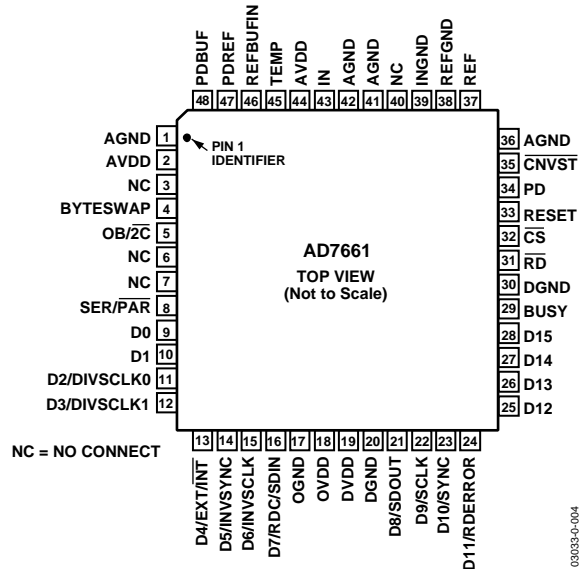 PDBUF
PDREF
REFBUFIN
TEMP
AVDD
IN
AGND
AGND
NC
INGND
REFGND
REF
48 47 46 45 44 43 42 41 40 39 38 37
AGND 1
AVDD 2
NC 3
BYTESWAP 4
OB/2C̅ 5
NC 6
NC 7
SER/P̅A̅R̅ 8
D0 9
D1 10
D2/DIVSCLK0 11
D3/DIVSCLK1 12
PIN 1
IDENTIFIER
AD7661
TOP VIEW
(Not to Scale)
36 AGND
35 C̅N̅V̅S̅T̅
34 PD
33 RESET
32 C̅S̅
31 R̅D̅
30 DGND
29 BUSY
28 D15
27 D14
26 D13
25 D12
13 14 15 16 17 18 19 20 21 22 23 24
D4/EXT/I̅N̅T̅
D5/INVSYNC
D6/INVSCLK
D7/RDC/SDIN
OGND
OVDD
DVDD
DGND
D8/SDOUT
D9/SCLK
D10/SYNC
D11/RDERROR
NC = NO CONNECT
03033-0-004